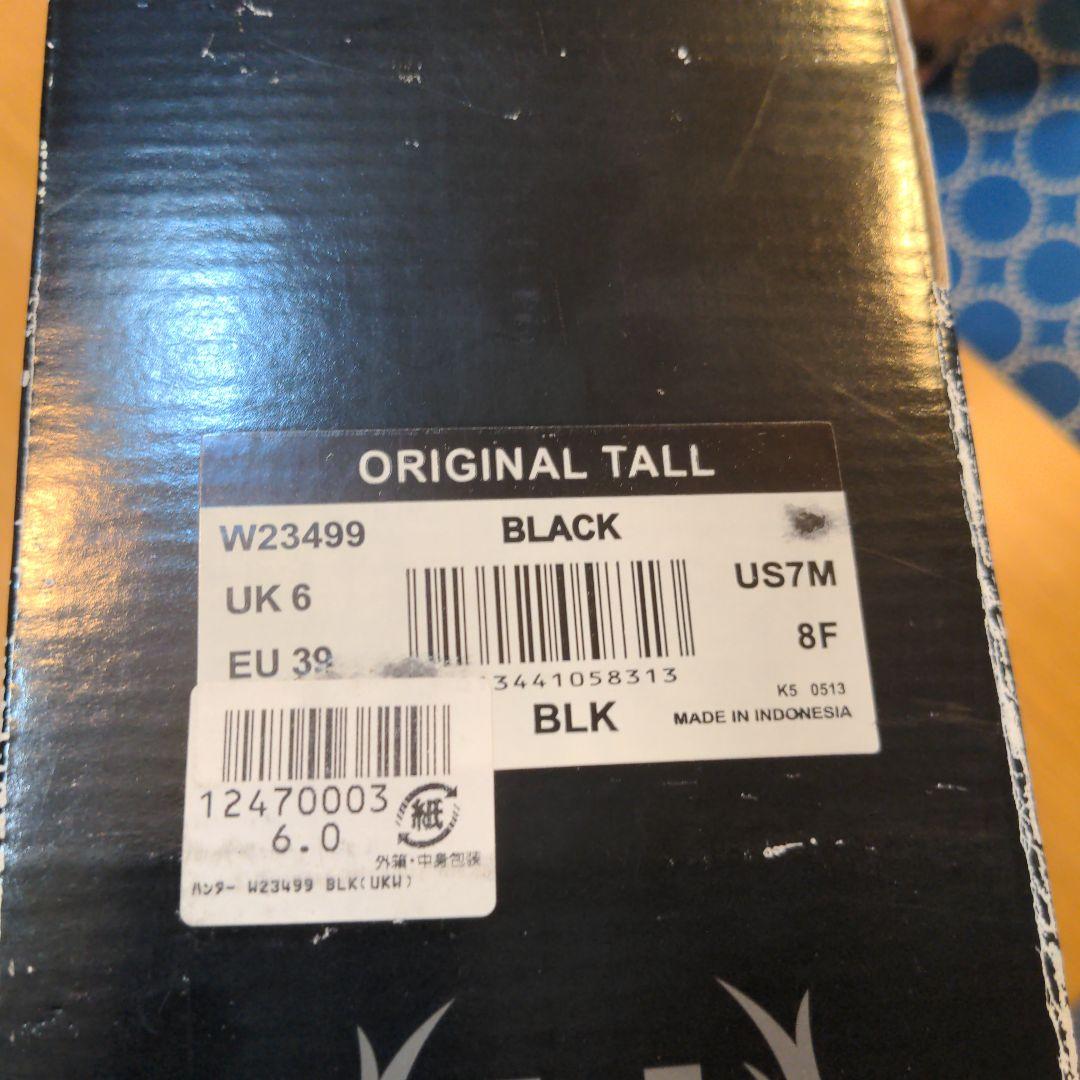 ORIGINAL TALL
W23499 BLACK
UK 6 US7M
EU 39 8F
3441058313
K5 0513
BLK MADE IN INDONESIA
12470003
6.0
紙
外箱・中身包装
ハンター W23499 BLK(UKW)